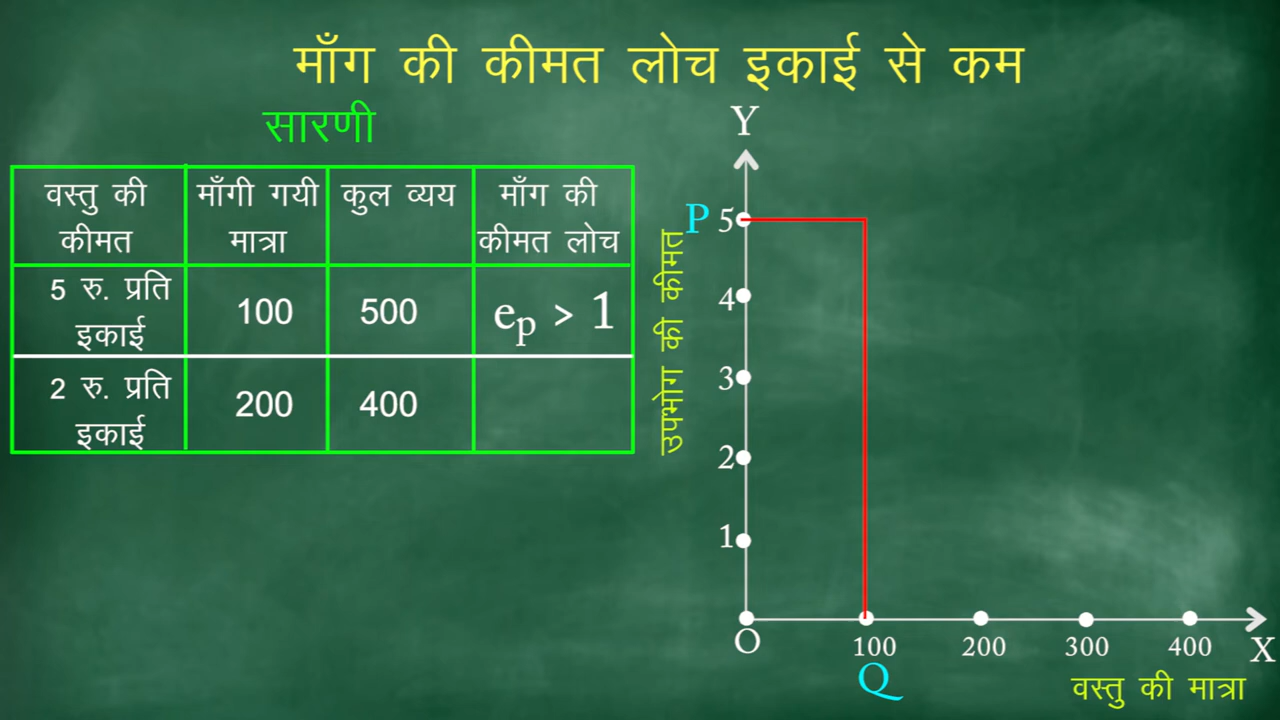 माँग की कीमत लोच इकाई से कम
सारणी
वस्तु की कीमत
माँगी गयी मात्रा
कुल व्यय
माँग की कीमत लोच
5 रु. प्रति इकाई
100
500
eₚ > 1
2 रु. प्रति इकाई
200
400
Y
उपभोग की कीमत
P
5
4
3
2
1
O
100
200
300
400
X
Q
वस्तु की मात्रा